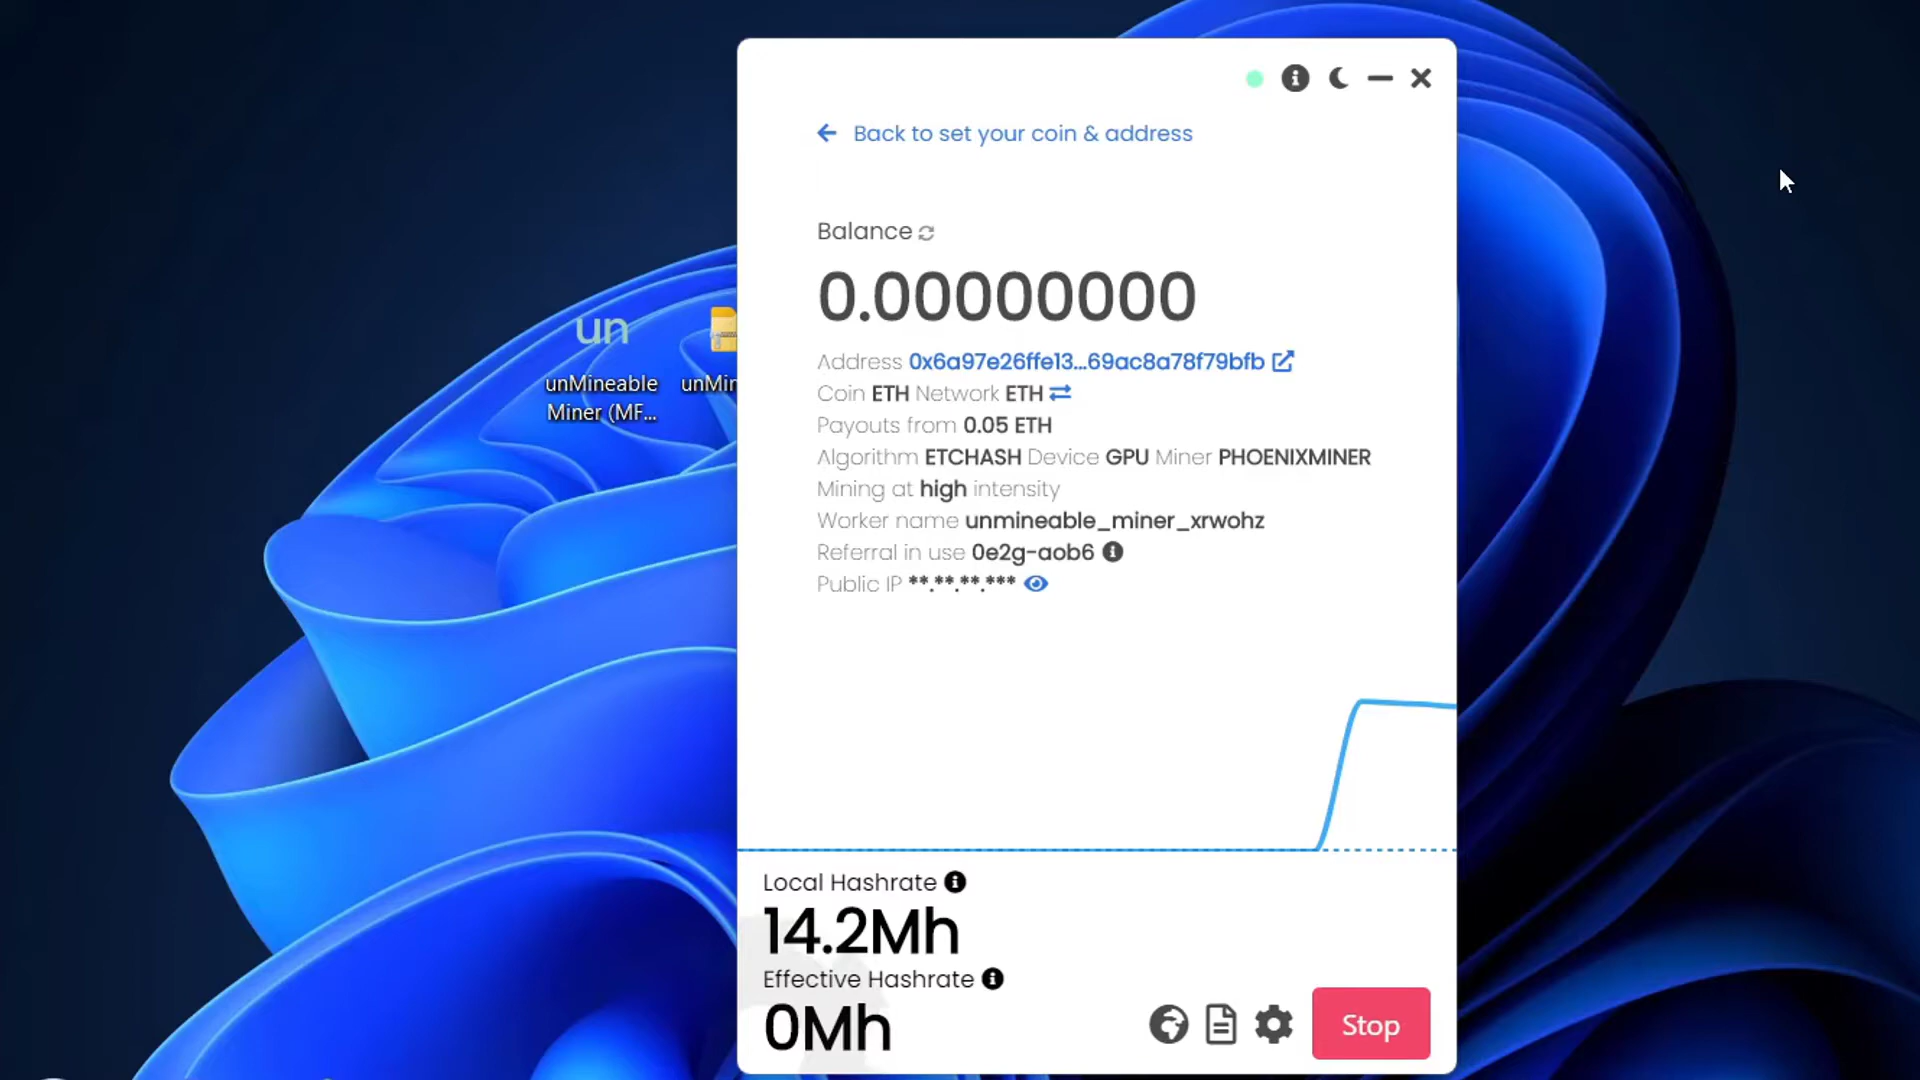 Back to set your coin & address
Balance
0.00000000
Address 0x6a97e26ffe13...69ac8a78f79bfb
Coin ETH Network ETH
Payouts from 0.05 ETH
Algorithm ETCHASH Device GPU Miner PHOENIXMINER
Mining at high intensity
Worker name unmineable_miner_xrwohz
Referral in use 0e2g-aob6
Public IP **.**.**.***
un
unMineable
Miner (MF...
unMin
Local Hashrate
14.2Mh
Effective Hashrate
0Mh
Stop